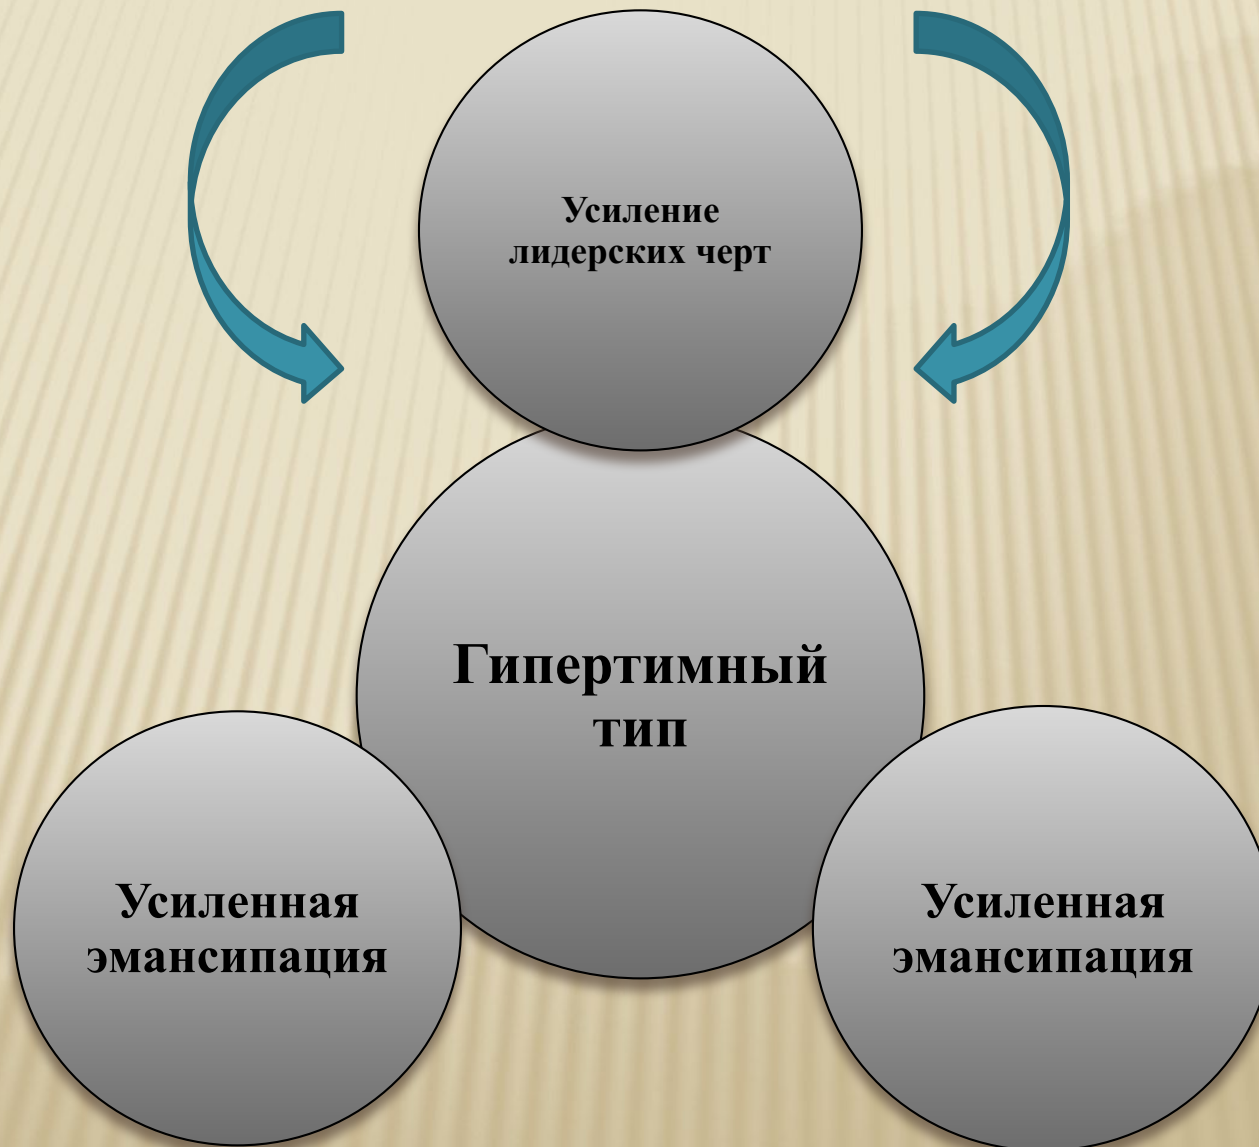 Усиление
лидерских черт
Гипертимный
тип
Усиленная
эмансипация
Усиленная
эмансипация